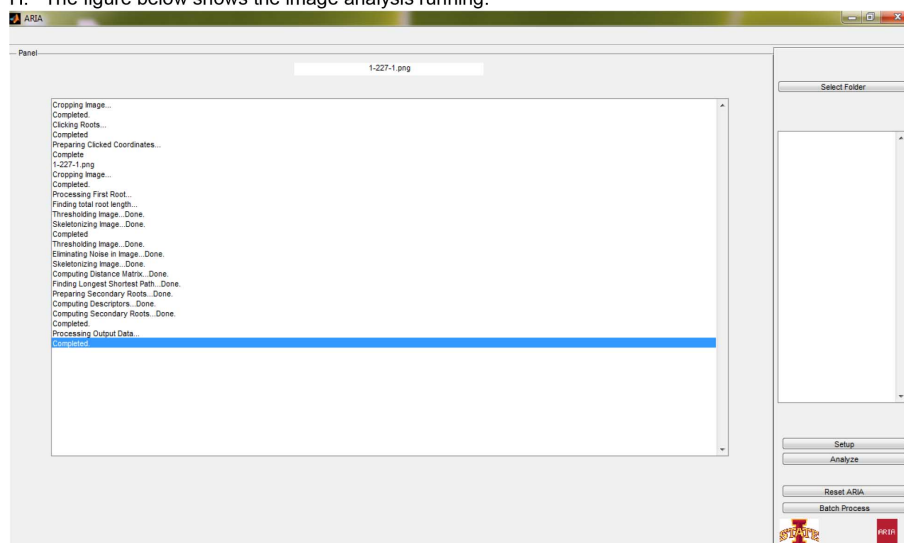 H. The figure below shows the image analysis running.
ARIA
Panel
1-227-1.png
Select Folder
Cropping Image...
Completed.
Clicking Roots...
Completed
Preparing Clicked Coordinates...
Complete
1-227-1.png
Cropping Image...
Completed.
Processing First Root...
Finding total root length...
Thresholding Image...Done.
Skeletonizing Image...Done.
Completed
Thresholding Image...Done.
Eliminating Noise in Image...Done.
Skeletonizing Image...Done.
Computing Distance Matrix...Done.
Finding Longest Shortest Path...Done.
Preparing Secondary Roots...Done.
Computing Descriptors...Done.
Computing Secondary Roots...Done.
Completed.
Processing Output Data...
Completed.
Setup
Analyze
Reset ARIA
Batch Process
STATE
ARIA